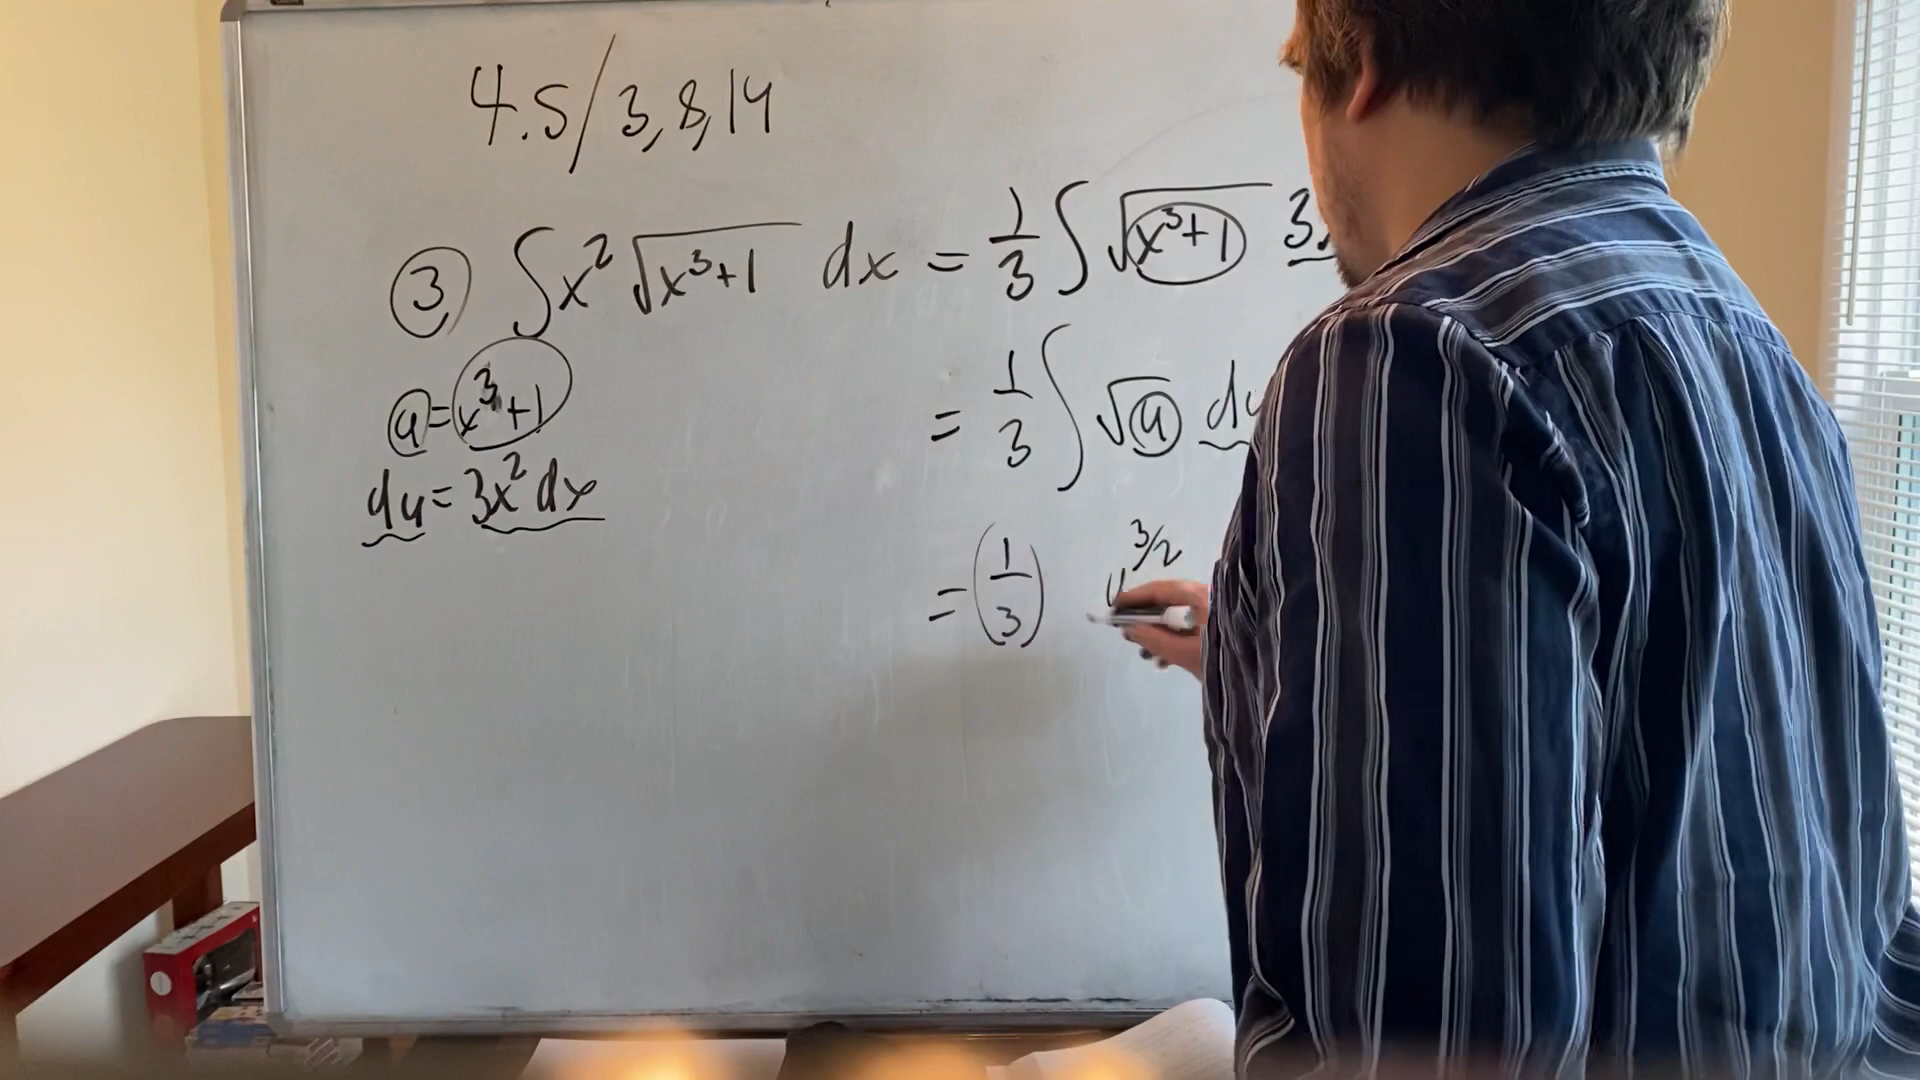 4.5/3,8,14
③ ∫x² √(x³+1) dx = 1/3 ∫ √(x³+1) 3
u = x³+1
= 1/3 ∫ √u du
du = 3x² dx
= (1/3) u^3/2